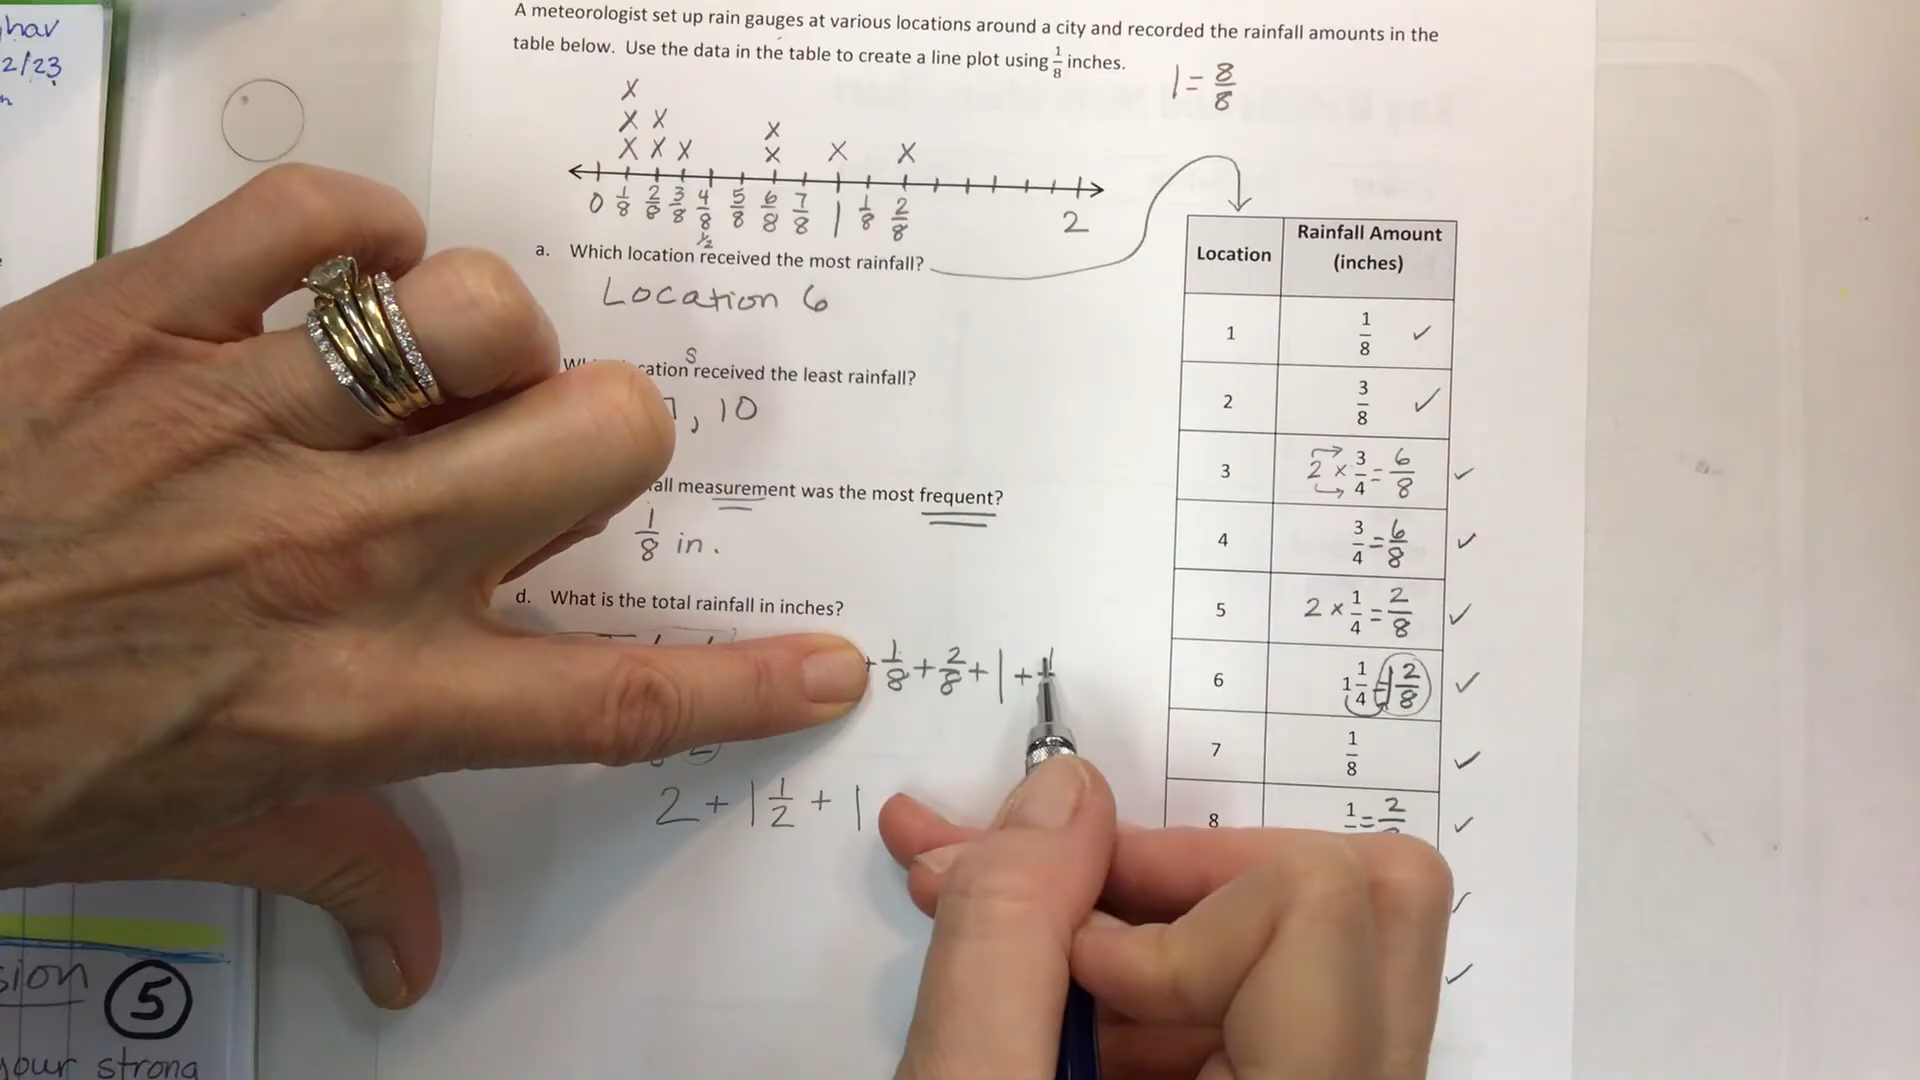 A meteorologist set up rain gauges at various locations around a city and recorded the rainfall amounts in the
table below. Use the data in the table to create a line plot using 1/8 inches.
1 = 8/8
X
X X X
X X X X X X
0 1/8 2/8 3/8 4/8 5/8 6/8 7/8 1 1/8 2/8 2
1/2
a. Which location received the most rainfall?
Location 6
s
received the least rainfall?
, 10
measurement was the most frequent?
1/8 in.
d. What is the total rainfall in inches?
+ 1/8 + 2/8 + 1 +
2 + 1 1/2 + 1
Location Rainfall Amount
(inches)
1 1/8 ✓
2 3/8 ✓
3 2 × 3/4 = 6/8 ✓
4 3/4 = 6/8 ✓
5 2 × 1/4 = 2/8 ✓
6 1 1/4 = 1 2/8 ✓
7 1/8 ✓
8 ✓
✓
2/23
5
your strong